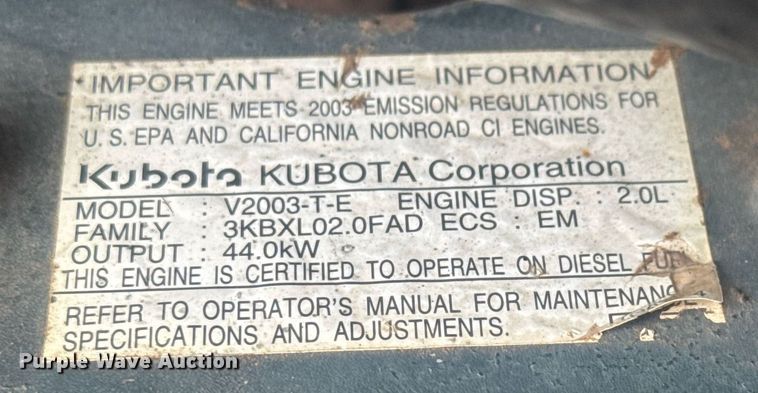 IMPORTANT ENGINE INFORMATION
THIS ENGINE MEETS 2003 EMISSION REGULATIONS FOR
U.S. EPA AND CALIFORNIA NONROAD CI ENGINES.
Kubota KUBOTA Corporation
MODEL : V2003-T-E ENGINE DISP. : 2.0L
FAMILY : 3KBXL02.0FAD ECS : EM
OUTPUT : 44.0kW
THIS ENGINE IS CERTIFIED TO OPERATE ON DIESEL
REFER TO OPERATOR'S MANUAL FOR
SPECIFICATIONS AND ADJUSTMENTS.
Purple Wave Auction